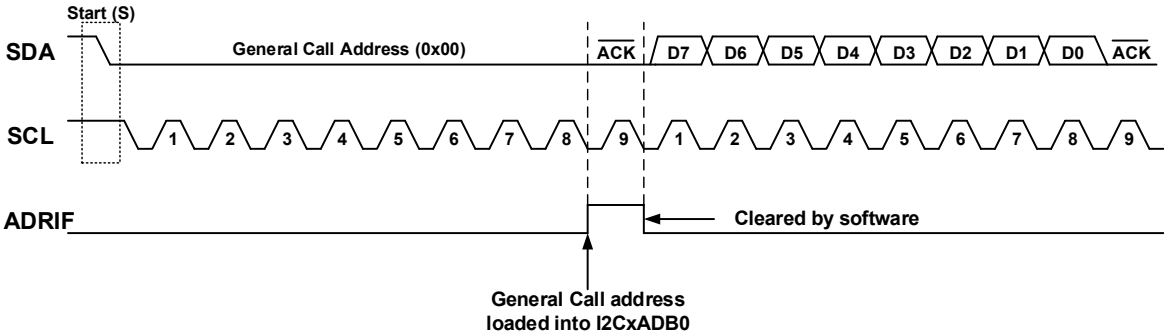 Start (S)
SDA General Call Address (0x00) ACK D7 D6 D5 D4 D3 D2 D1 D0 ACK
SCL 1 2 3 4 5 6 7 8 9 1 2 3 4 5 6 7 8 9
ADRIF Cleared by software
General Call address
loaded into I2CxADB0